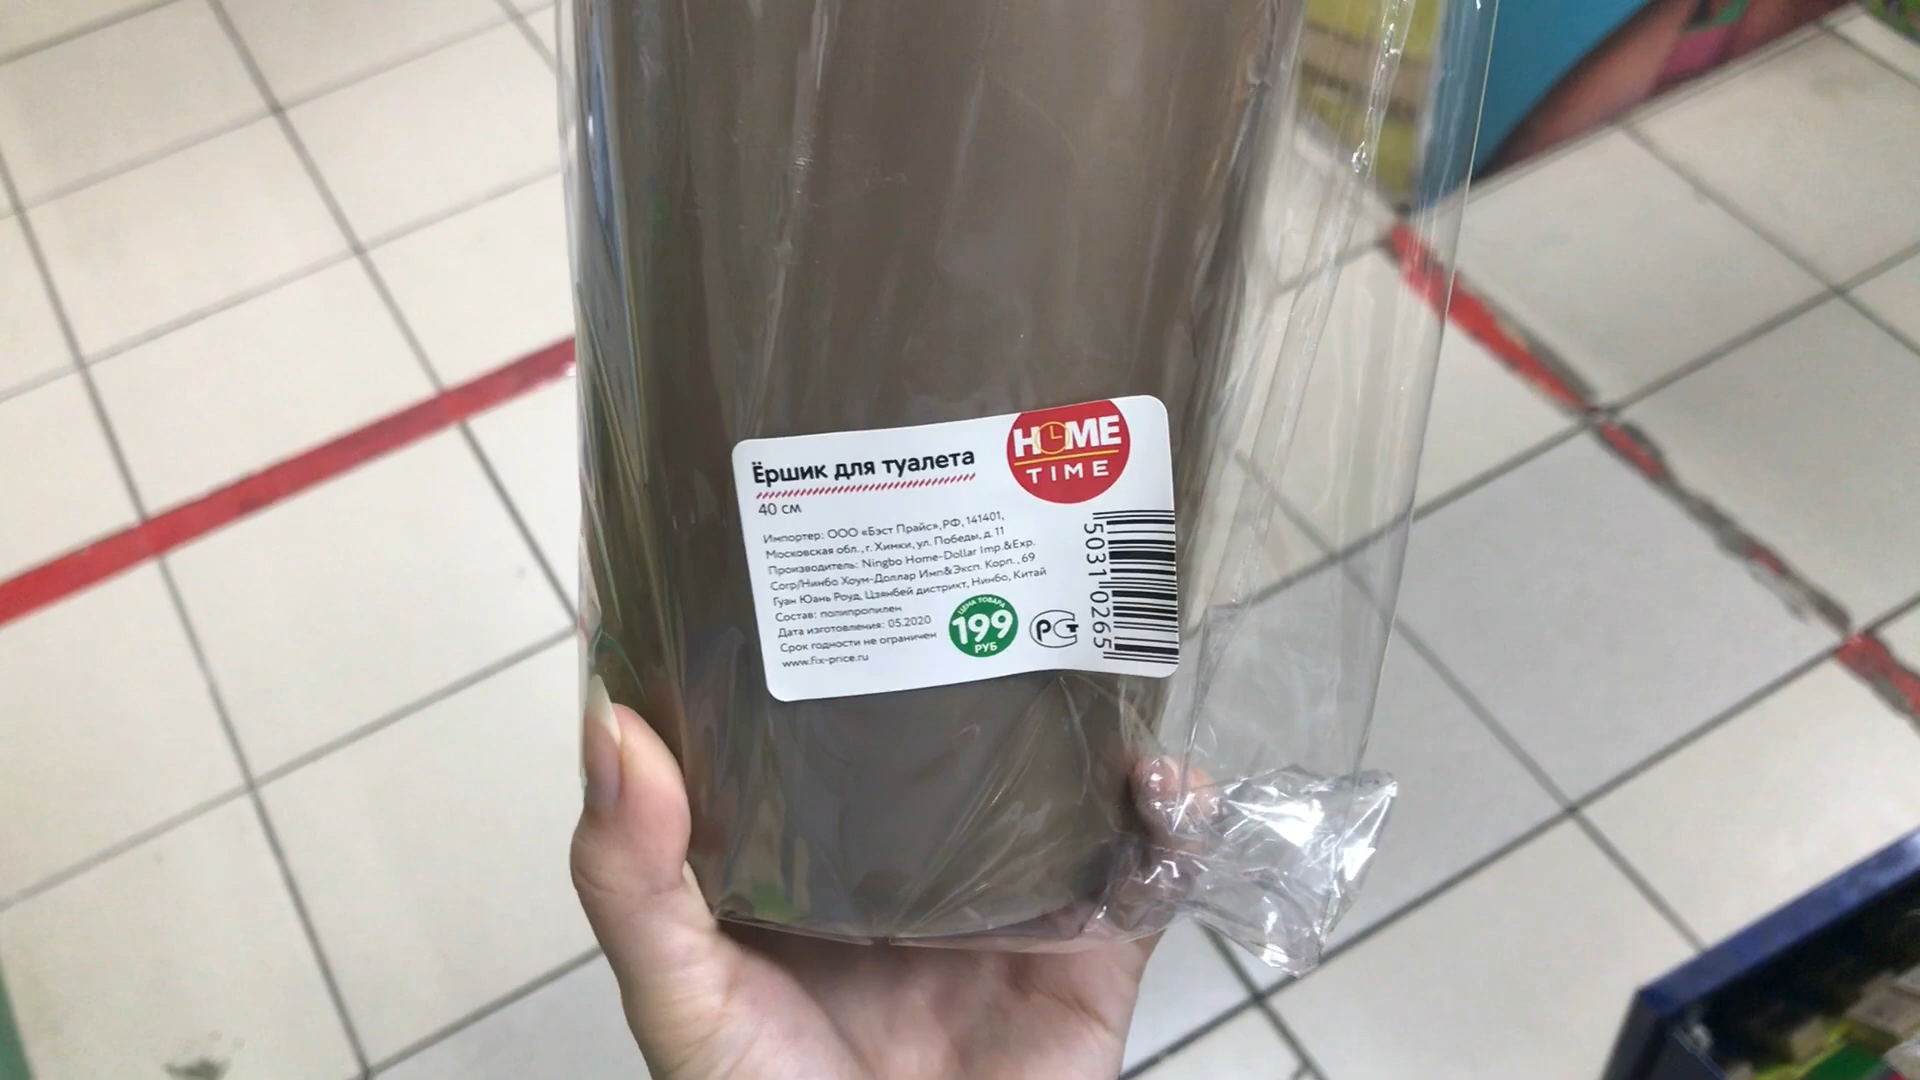 Ёршик для туалета
40 см
HOME
TIME
Импортер: ООО «Бэст Прайс», РФ, 141401,
Московская обл., г. Химки, ул. Победы, д. 11
Производитель: Ningbo Home-Dollar Imp.&Exp.
Corp/Нинбо Хоум-Доллар Имп&Эксп. Корп., 69
Гуан Юань Роуд, Цзянбей дистрикт, Нинбо, Китай
Состав: полипропилен
Дата изготовления: 05.2020
Срок годности не ограничен
www.fix-price.ru
ЦЕНА ТОВАРА
199
РУБ
РСТ
5031 0265